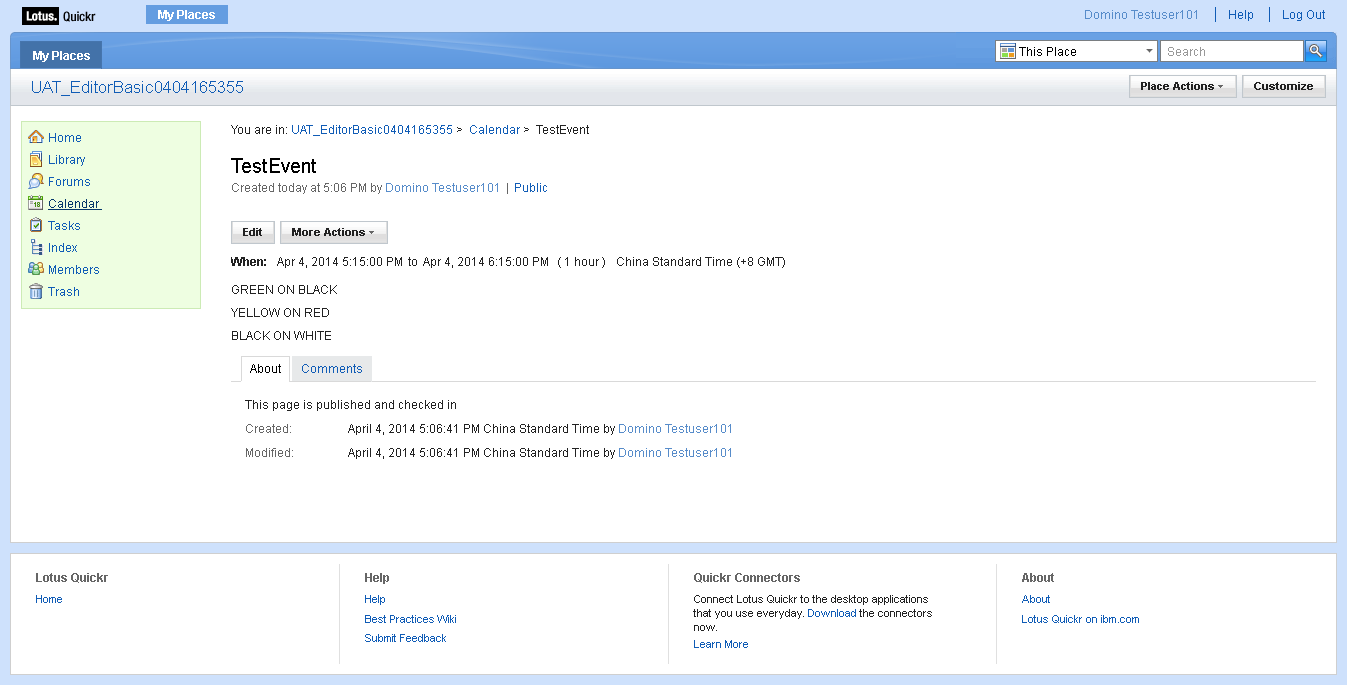 Lotus. Quickr My Places Domino Testuser101 Help Log Out
My Places This Place Search
UAT_EditorBasic0404165355 Place Actions Customize
Home
Library
Forums
Calendar
Tasks
Index
Members
Trash
You are in: UAT_EditorBasic0404165355 > Calendar > TestEvent
TestEvent
Created today at 5:06 PM by Domino Testuser101 | Public
Edit More Actions
When: Apr 4, 2014 5:15:00 PM to Apr 4, 2014 6:15:00 PM ( 1 hour ) China Standard Time (+8 GMT)
GREEN ON BLACK
YELLOW ON RED
BLACK ON WHITE
About Comments
This page is published and checked in
Created: April 4, 2014 5:06:41 PM China Standard Time by Domino Testuser101
Modified: April 4, 2014 5:06:41 PM China Standard Time by Domino Testuser101
Lotus Quickr
Home
Help
Help
Best Practices Wiki
Submit Feedback
Quickr Connectors
Connect Lotus Quickr to the desktop applications
that you use everyday. Download the connectors
now.
Learn More
About
About
Lotus Quickr on ibm.com